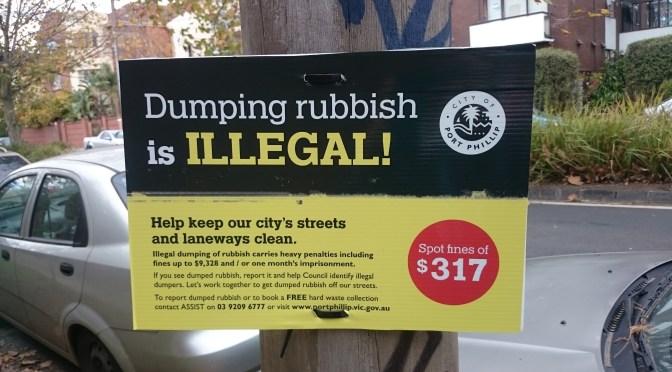 Dumping rubbish
is ILLEGAL!
CITY OF
PORT PHILLIP
Help keep our city's streets
and laneways clean.
Illegal dumping of rubbish carries heavy penalties including
fines up to $9,328 and / or one month's imprisonment.
If you see dumped rubbish, report it and help Council identify illegal
dumpers. Let's work together to get dumped rubbish off our streets.
To report dumped rubbish or to book a FREE hard waste collection
contact ASSIST on 03 9209 6777 or visit www.portphillip.vic.gov.au
Spot fines of
$317